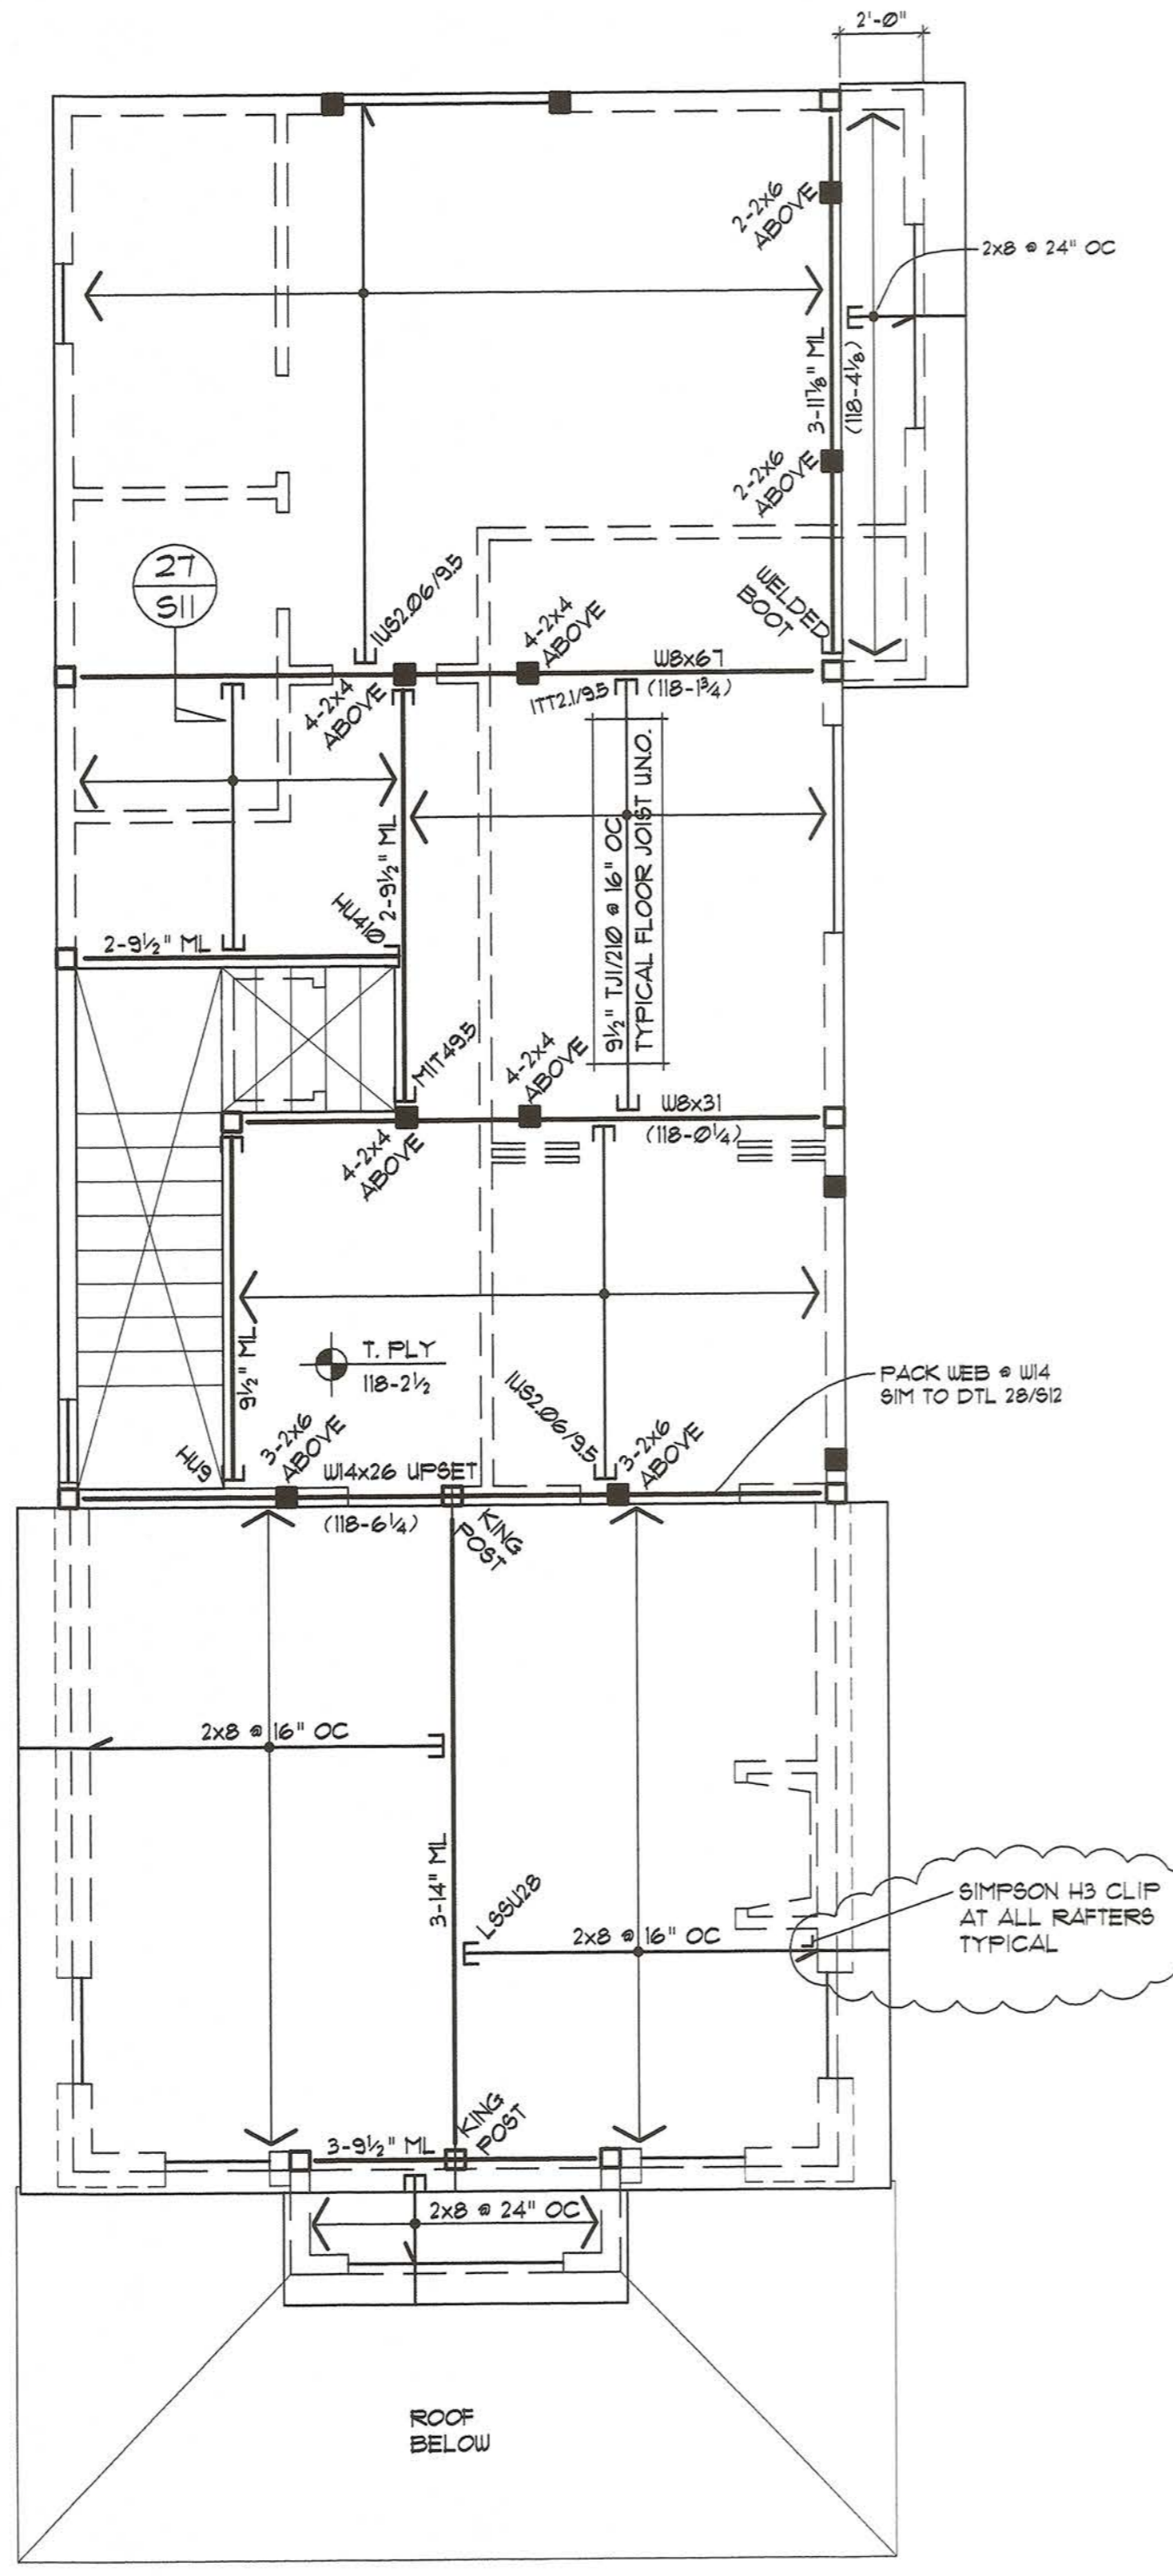 2'-0"
2-2x6
ABOVE
2x8 @ 24" OC
3-11⅞" ML
(118-4⅛)
2-2x6
ABOVE
27
S11
IUS2.06/9.5
4-2x4
ABOVE
WELDED
BOOT
W8x67
(118-1¾)
ITT2.1/9.5
4-2x4
ABOVE
9½" TJI/210 @ 16" OC
TYPICAL FLOOR JOIST U.N.O.
2-9½" ML
HU410
2-9½" ML
MIT49.5
4-2x4
ABOVE
W8x31
(118-0¼)
4-2x4
ABOVE
9½" ML
T. PLY
118-2½
IUS2.06/9.5
PACK WEB @ W14
SIM TO DTL 28/S12
HU9
3-2x6
ABOVE
W14x26 UPSET
(118-6¼)
3-2x6
ABOVE
KING
POST
2x8 @ 16" OC
3-14" ML
LSSU28
2x8 @ 16" OC
SIMPSON H3 CLIP
AT ALL RAFTERS
TYPICAL
KING
POST
3-9½" ML
2x8 @ 24" OC
ROOF
BELOW